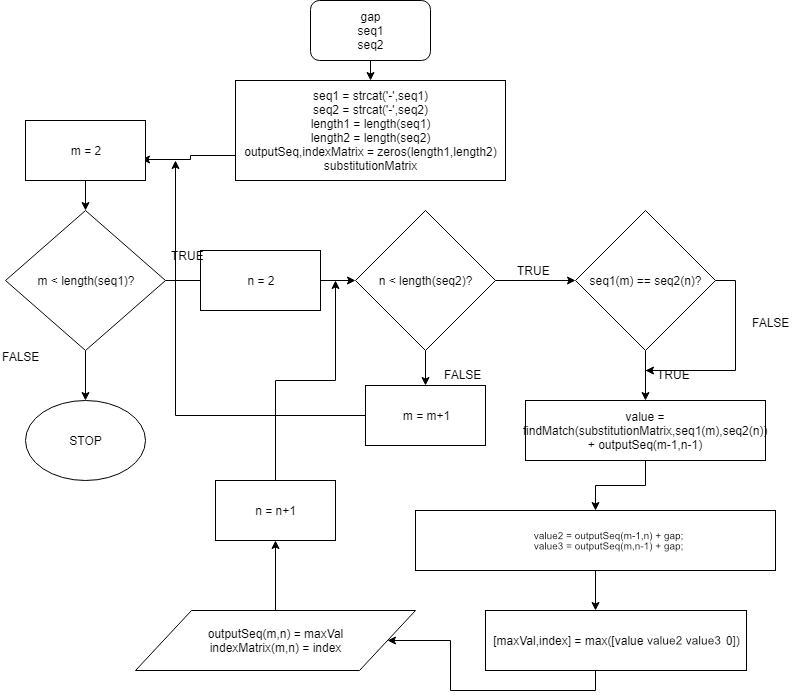 gap
seq1
seq2
seq1 = strcat('-',seq1)
seq2 = strcat('-',seq2)
length1 = length(seq1)
length2 = length(seq2)
outputSeq,indexMatrix = zeros(length1,length2)
substitutionMatrix
m = 2
m < length(seq1)?
TRUE
n = 2
n < length(seq2)?
TRUE
seq1(m) == seq2(n)?
FALSE
FALSE
FALSE
TRUE
STOP
m = m+1
value =
findMatch(substitutionMatrix,seq1(m),seq2(n))
+ outputSeq(m-1,n-1)
n = n+1
value2 = outputSeq(m-1,n) + gap;
value3 = outputSeq(m,n-1) + gap;
outputSeq(m,n) = maxVal
indexMatrix(m,n) = index
[maxVal,index] = max([value value2 value3 0])